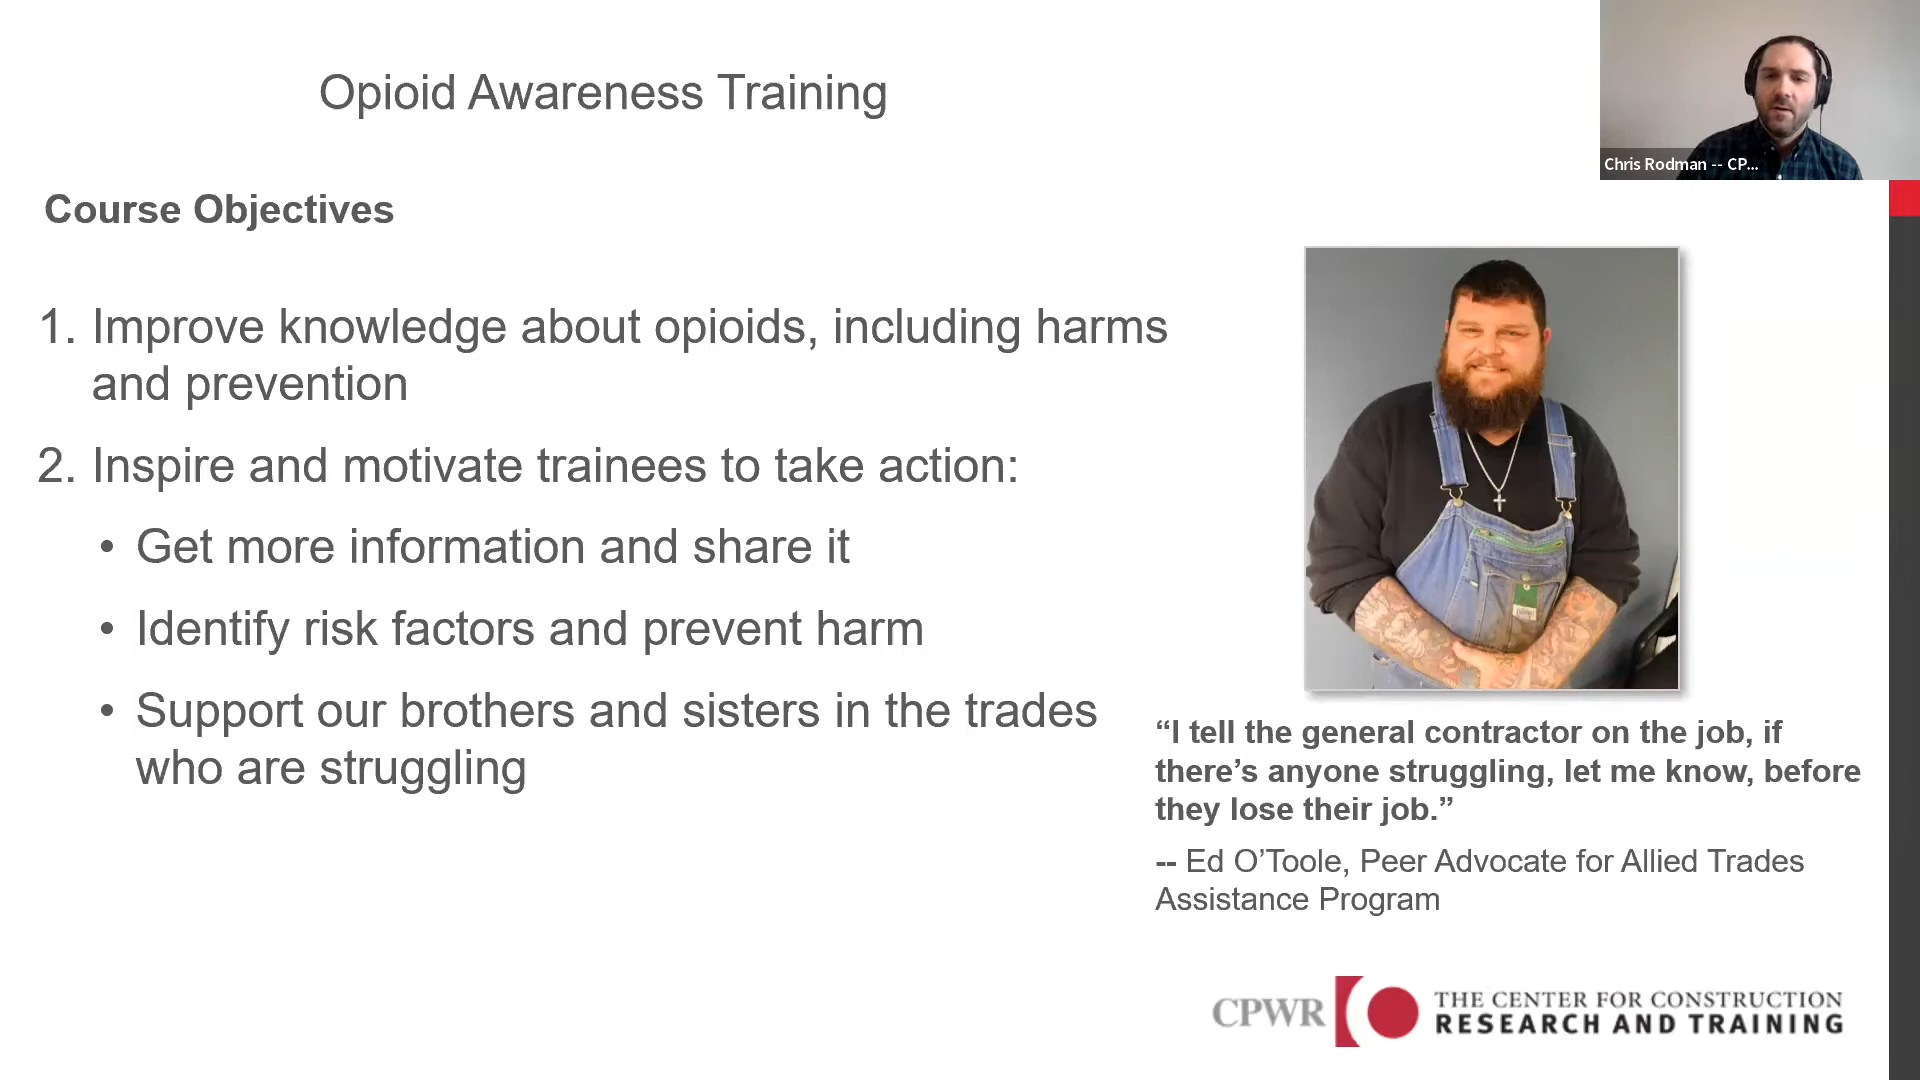 Opioid Awareness Training
Chris Rodman -- CP...
Course Objectives
1. Improve knowledge about opioids, including harms
and prevention
2. Inspire and motivate trainees to take action:
• Get more information and share it
• Identify risk factors and prevent harm
• Support our brothers and sisters in the trades
who are struggling
“I tell the general contractor on the job, if
there’s anyone struggling, let me know, before
they lose their job.”
-- Ed O’Toole, Peer Advocate for Allied Trades
Assistance Program
CPWR
THE CENTER FOR CONSTRUCTION
RESEARCH AND TRAINING